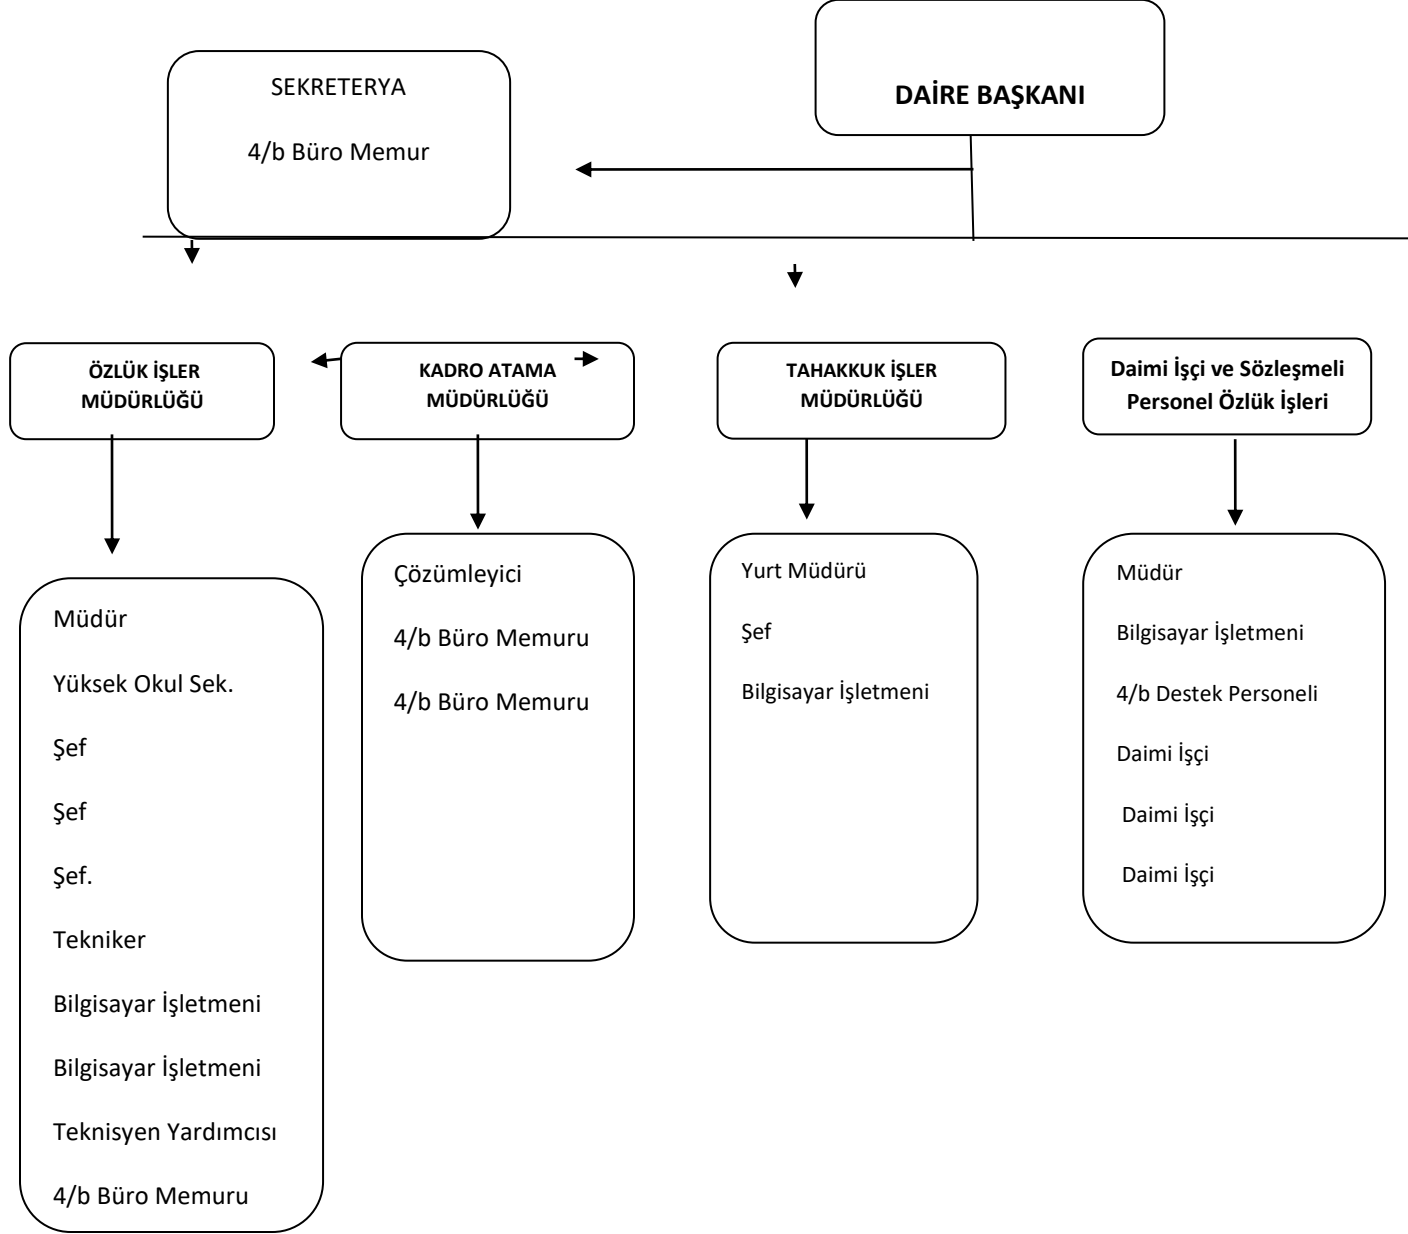 SEKRETERYA
4/b Büro Memur
DAİRE BAŞKANI
ÖZLÜK İŞLER
MÜDÜRLÜĞÜ
KADRO ATAMA
MÜDÜRLÜĞÜ
TAHAKKUK İŞLER
MÜDÜRLÜĞÜ
Daimi İşçi ve Sözleşmeli
Personel Özlük İşleri
Müdür
Yüksek Okul Sek.
Şef
Şef
Şef.
Tekniker
Bilgisayar İşletmeni
Bilgisayar İşletmeni
Teknisyen Yardımcısı
4/b Büro Memuru
Çözümleyici
4/b Büro Memuru
4/b Büro Memuru
Yurt Müdürü
Şef
Bilgisayar İşletmeni
Müdür
Bilgisayar İşletmeni
4/b Destek Personeli
Daimi İşçi
Daimi İşçi
Daimi İşçi